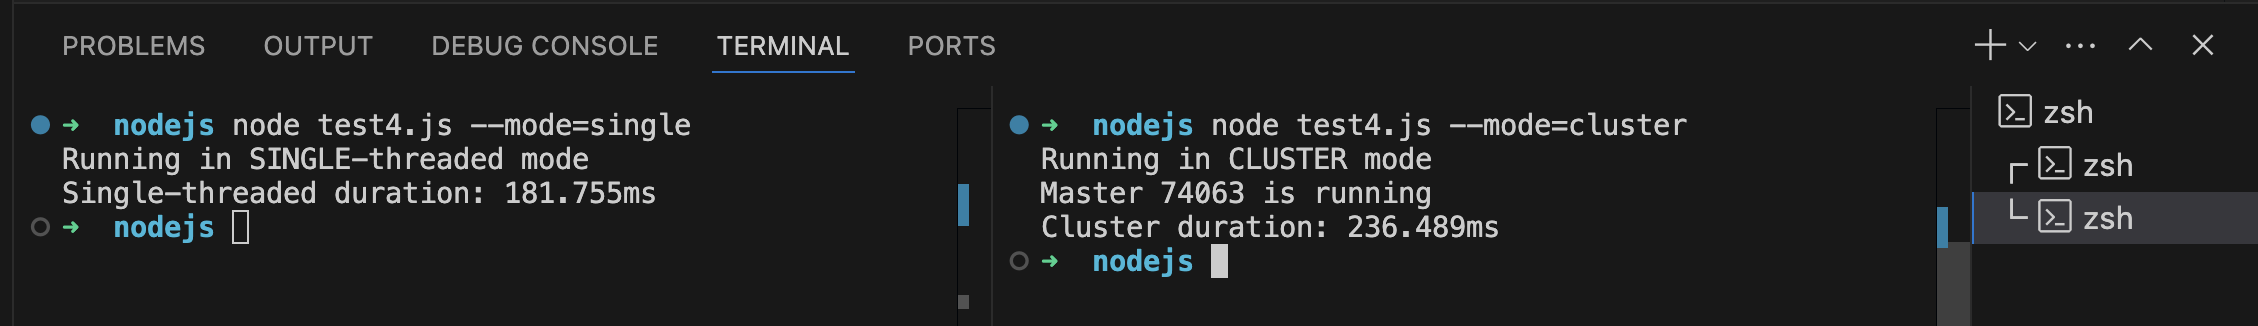 PROBLEMS OUTPUT DEBUG CONSOLE TERMINAL PORTS
➜ nodejs node test4.js --mode=single
Running in SINGLE-threaded mode
Single-threaded duration: 181.755ms
➜ nodejs
➜ nodejs node test4.js --mode=cluster
Running in CLUSTER mode
Master 74063 is running
Cluster duration: 236.489ms
➜ nodejs
zsh
zsh
zsh